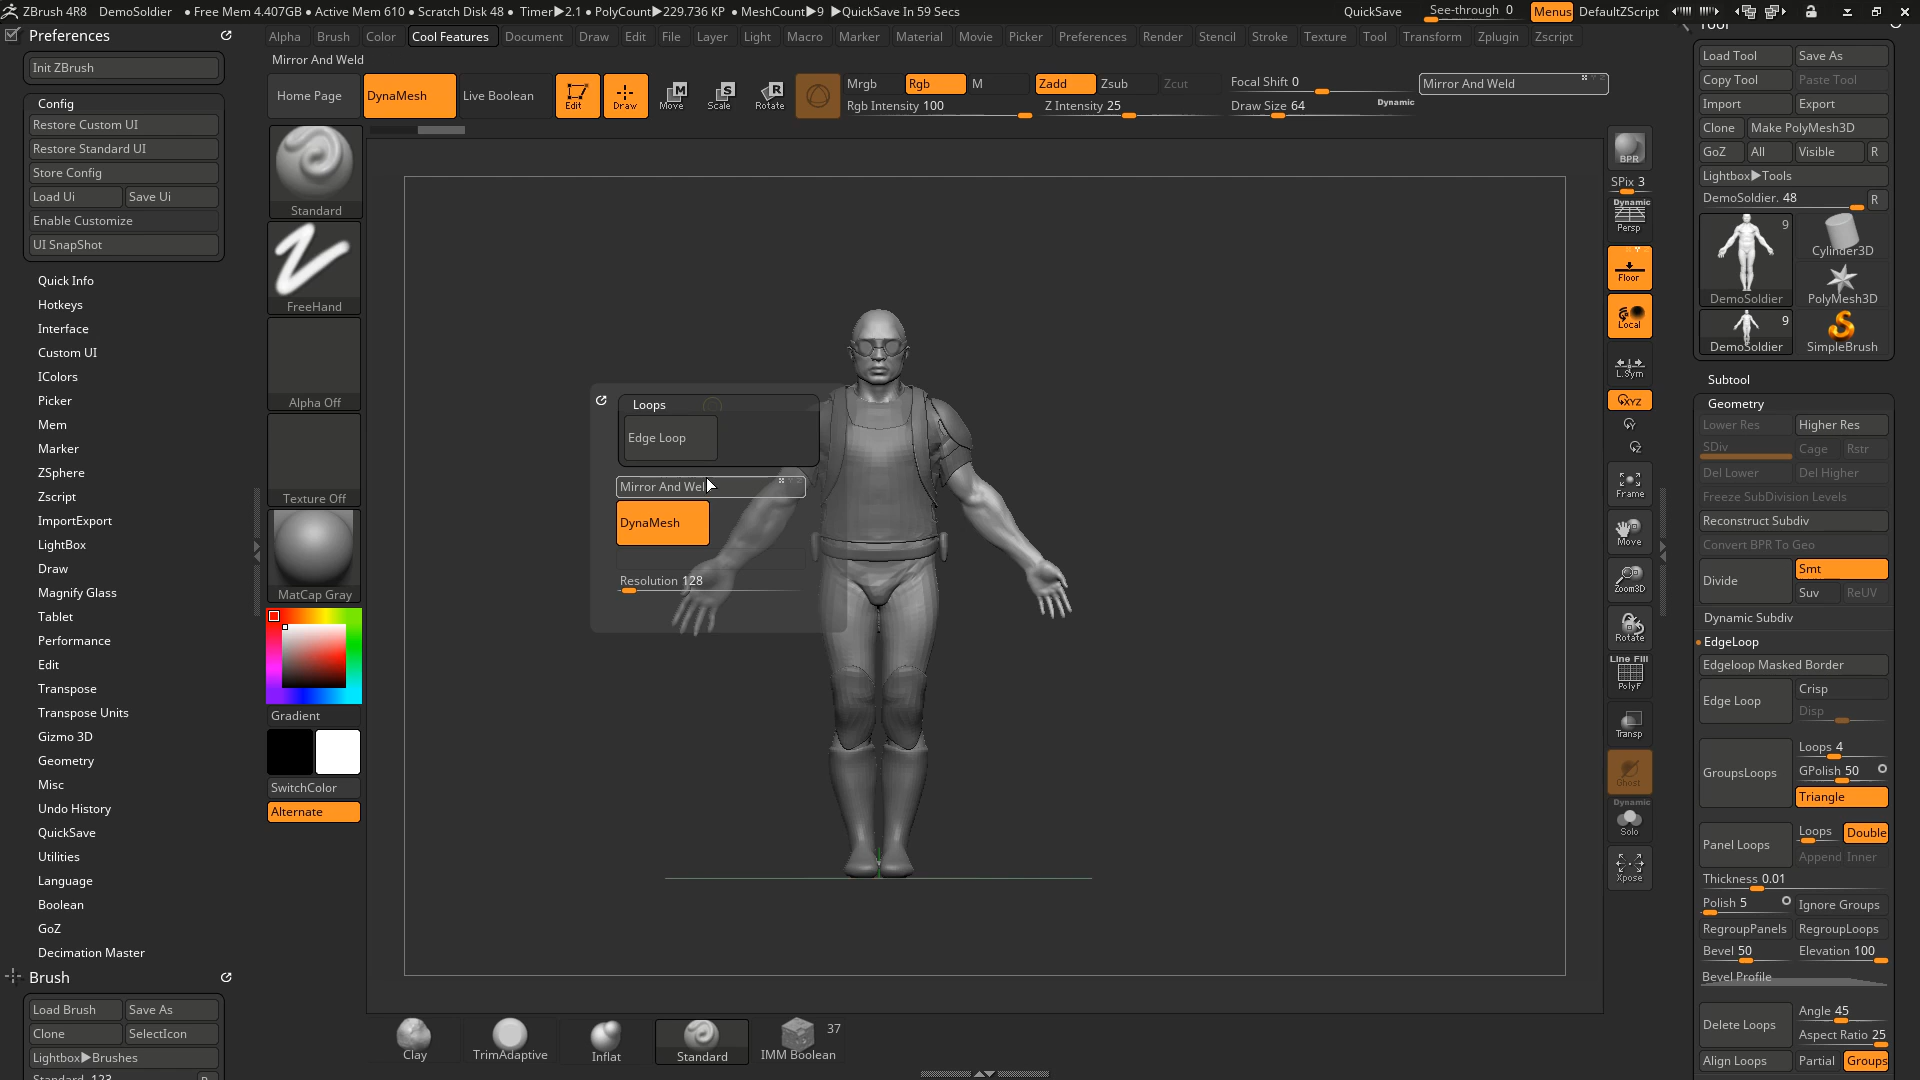 ZBrush 4R8 DemoSoldier • Free Mem 4.407GB • Active Mem 610 • Scratch Disk 48 • Timer▶2.1 • PolyCount▶229.736 KP • MeshCount▶9 ▶QuickSave In 59 Secs QuickSave See-through 0 Menus DefaultZScript
Preferences
Alpha Brush Color Cool Features Document Draw Edit File Layer Light Macro Marker Material Movie Picker Preferences Render Stencil Stroke Texture Tool Transform Zplugin Zscript
Mirror And Weld
Home Page DynaMesh Live Boolean Edit Draw Move Scale Rotate
Mrgb Rgb M Zadd Zsub Zcut Focal Shift 0 Mirror And Weld
Rgb Intensity 100 Z Intensity 25 Draw Size 64 Dynamic
Init ZBrush
Config
Restore Custom UI
Restore Standard UI
Store Config
Load Ui Save Ui
Enable Customize
UI SnapShot
Quick Info
Hotkeys
Interface
Custom UI
IColors
Picker
Mem
Marker
ZSphere
Zscript
ImportExport
LightBox
Draw
Magnify Glass
Tablet
Performance
Edit
Transpose
Transpose Units
Gizmo 3D
Geometry
Misc
Undo History
QuickSave
Utilities
Language
Boolean
GoZ
Decimation Master
Brush
Load Brush Save As
Clone SelectIcon
Lightbox▶Brushes
Standard
FreeHand
Alpha Off
Texture Off
MatCap Gray
Gradient
SwitchColor
Alternate
Loops
Edge Loop
Mirror And Wel
DynaMesh
Resolution 128
Clay TrimAdaptive Inflat Standard IMM Boolean 37
BPR
SPix 3
Dynamic
Persp
Floor
Local
L.Sym
XYZ
Y
Z
Frame
Move
Zoom3D
Rotate
Line Fill
PolyF
Transp
Ghost
Dynamic
Solo
Xpose
Tool
Load Tool Save As
Copy Tool Paste Tool
Import Export
Clone Make PolyMesh3D
GoZ All Visible R
Lightbox▶Tools
DemoSoldier. 48 R
9
DemoSoldier Cylinder3D
PolyMesh3D
9
DemoSoldier SimpleBrush
Subtool
Geometry
Lower Res Higher Res
SDiv Cage Rstr
Del Lower Del Higher
Freeze SubDivision Levels
Reconstruct Subdiv
Convert BPR To Geo
Divide Smt
Suv ReUV
Dynamic Subdiv
EdgeLoop
Edgeloop Masked Border
Edge Loop Crisp
Disp
GroupsLoops Loops 4
GPolish 50
Triangle
Panel Loops Loops Double
Append Inner
Thickness 0.01
Polish 5 Ignore Groups
RegroupPanels RegroupLoops
Bevel 50 Elevation 100
Bevel Profile
Delete Loops Angle 45
Aspect Ratio 25
Align Loops Partial Groups